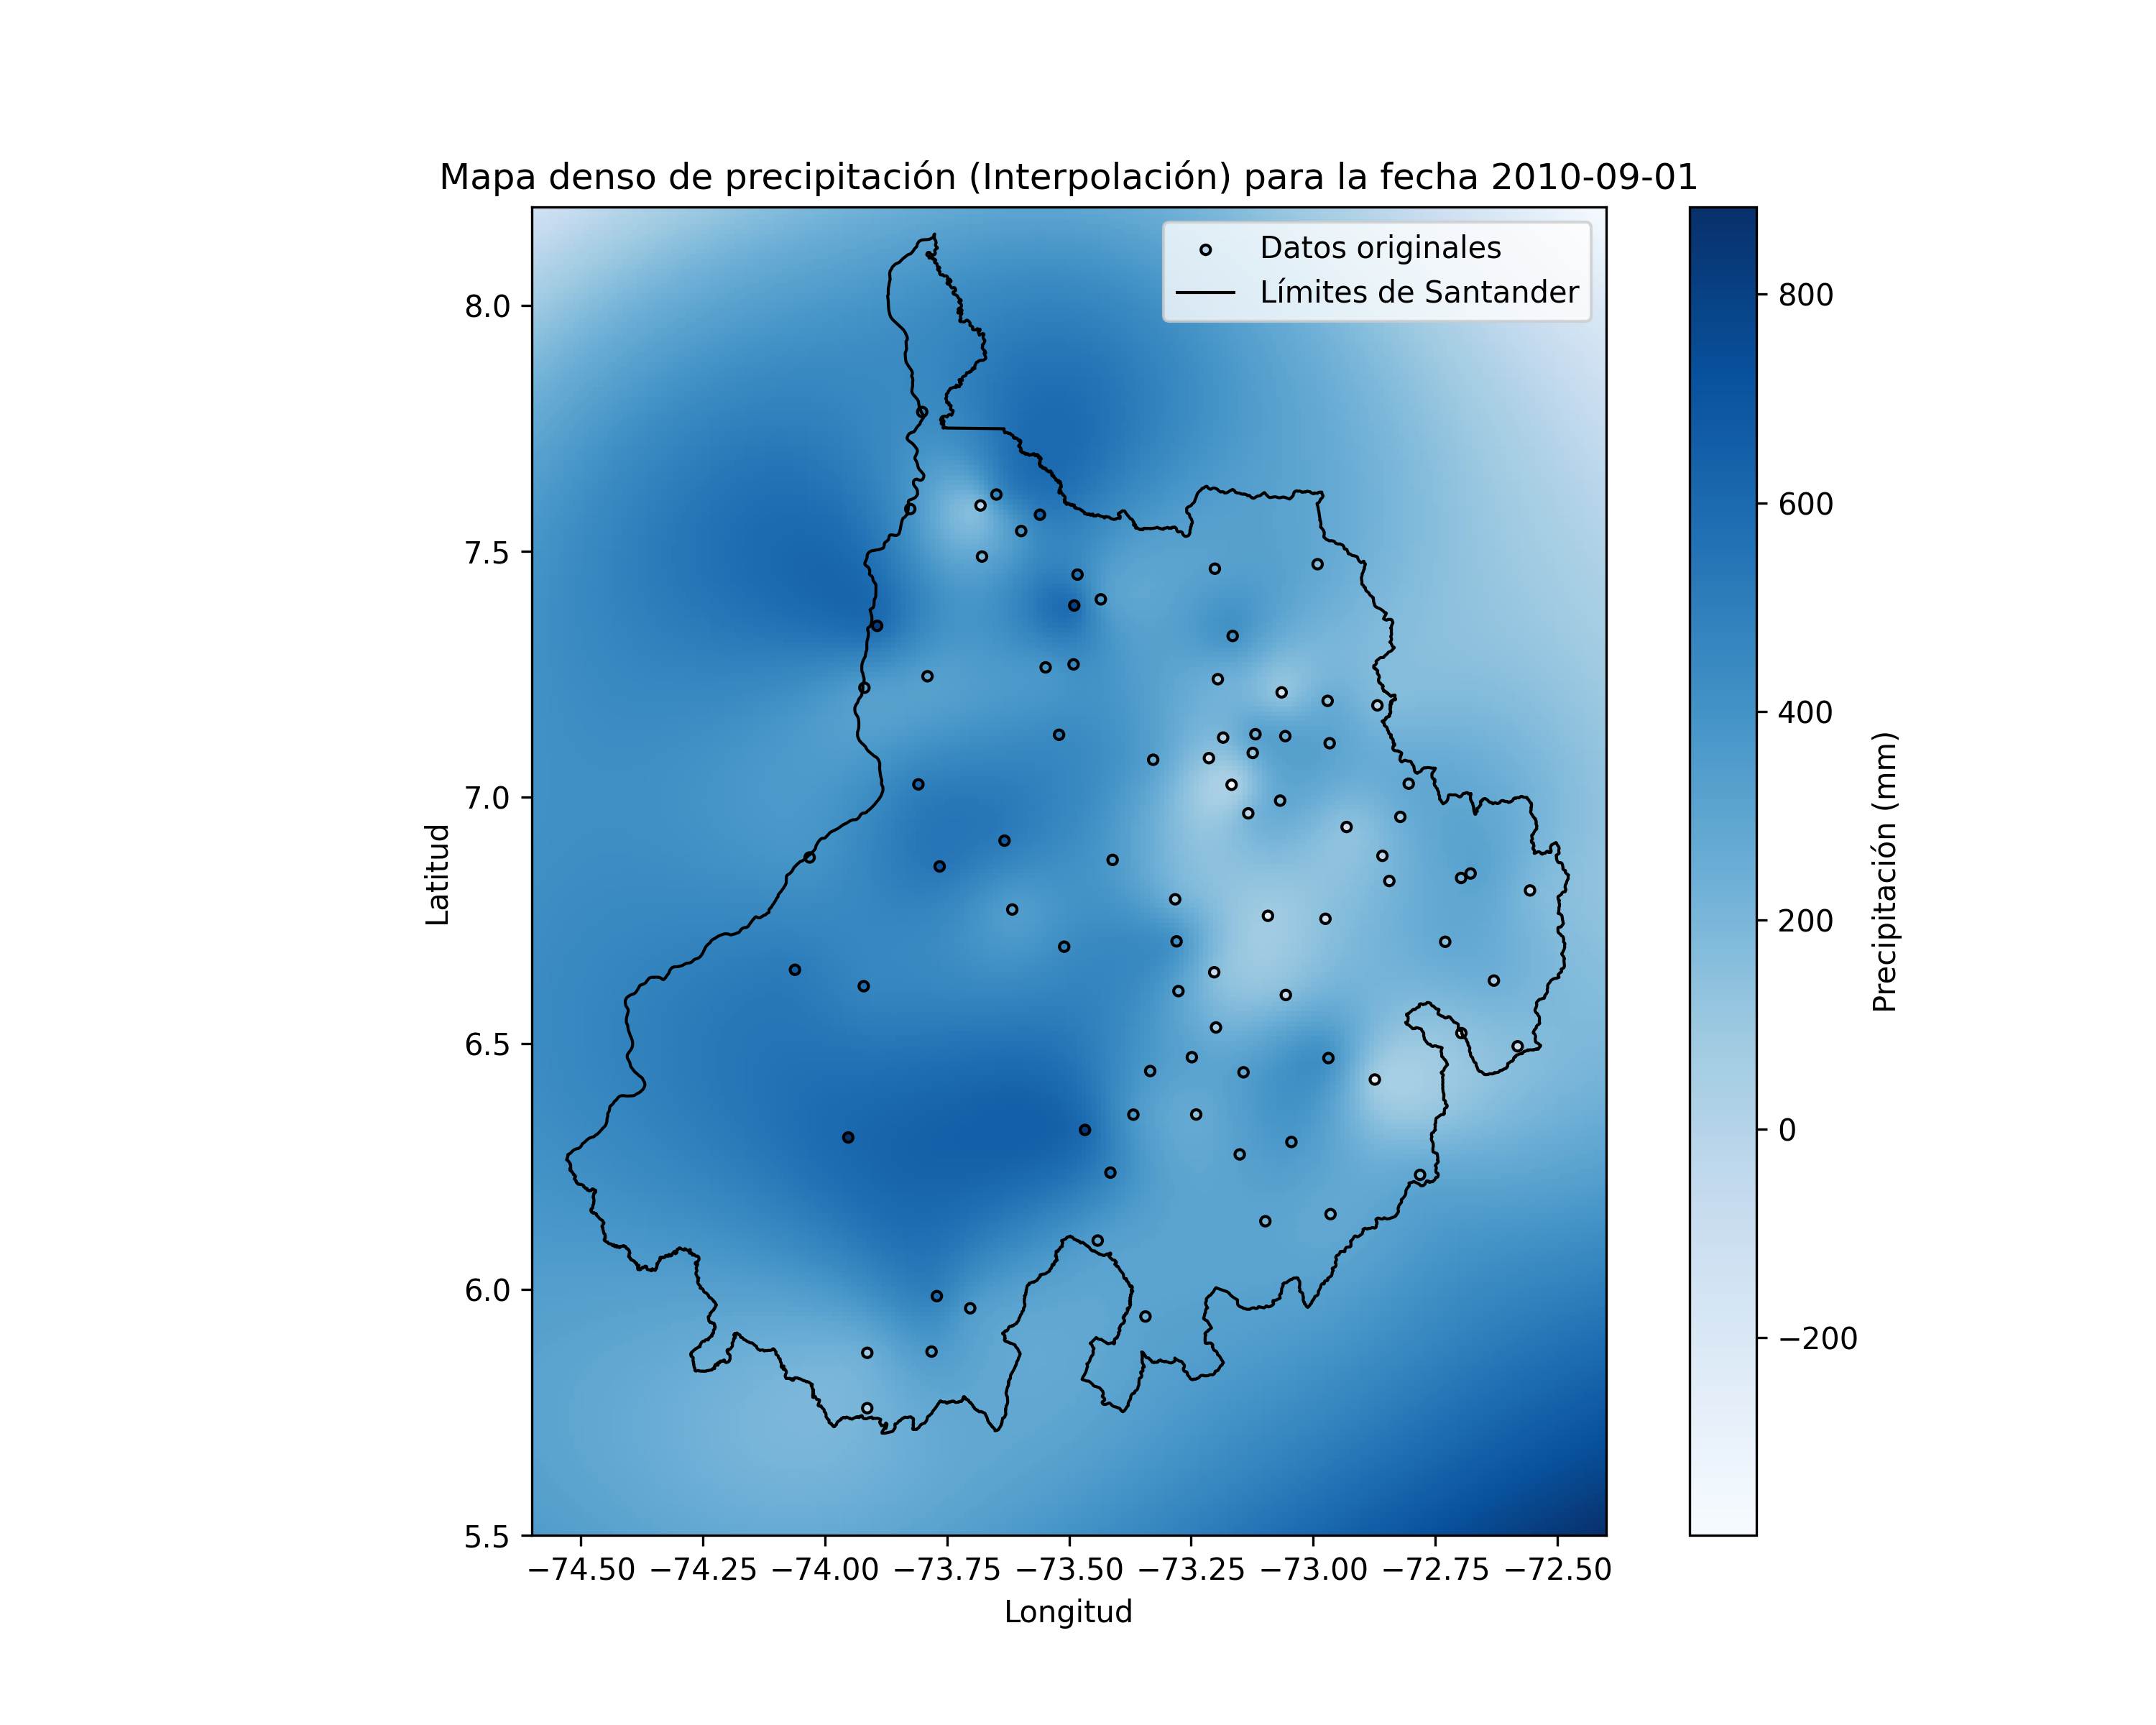 Mapa denso de precipitación (Interpolación) para la fecha 2010-09-01
Datos originales
Límites de Santander
8.0
7.5
7.0
6.5
6.0
5.5
Latitud
−74.50 −74.25 −74.00 −73.75 −73.50 −73.25 −73.00 −72.75 −72.50
Longitud
800
600
400
200
0
−200
Precipitación (mm)